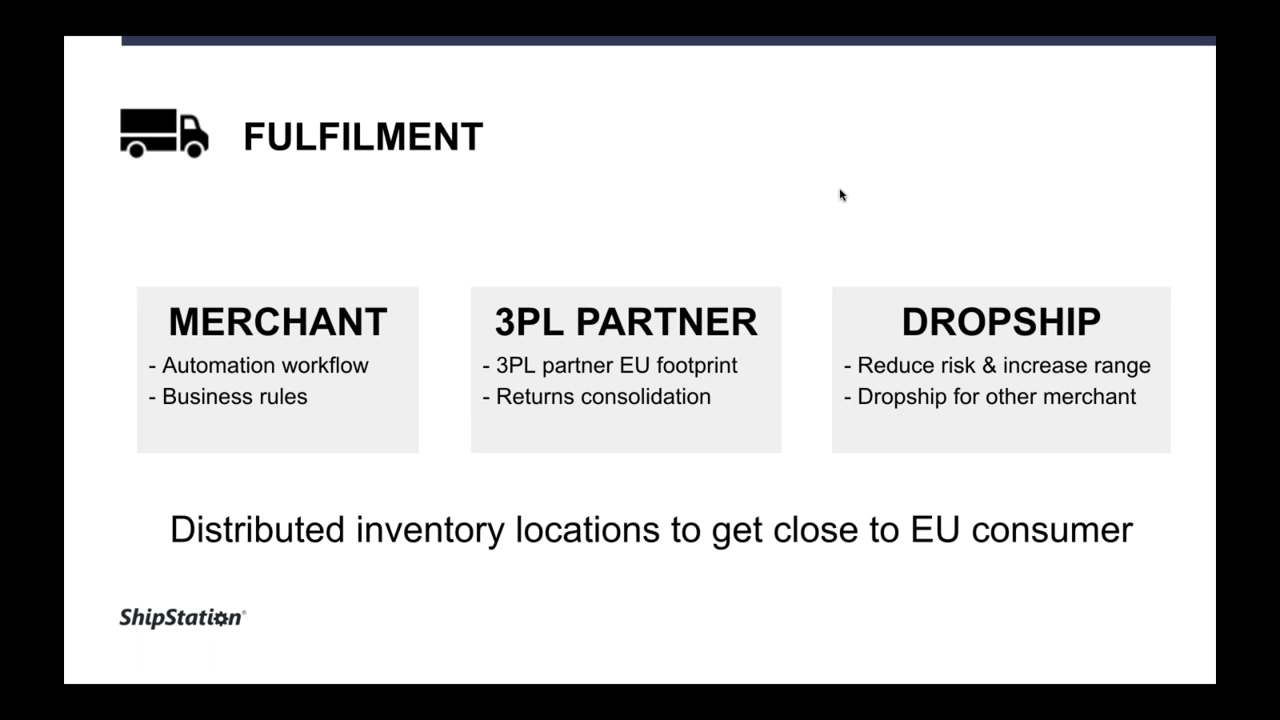 FULFILMENT
MERCHANT
- Automation workflow
- Business rules
3PL PARTNER
- 3PL partner EU footprint
- Returns consolidation
DROPSHIP
- Reduce risk & increase range
- Dropship for other merchant
Distributed inventory locations to get close to EU consumer
ShipStation®